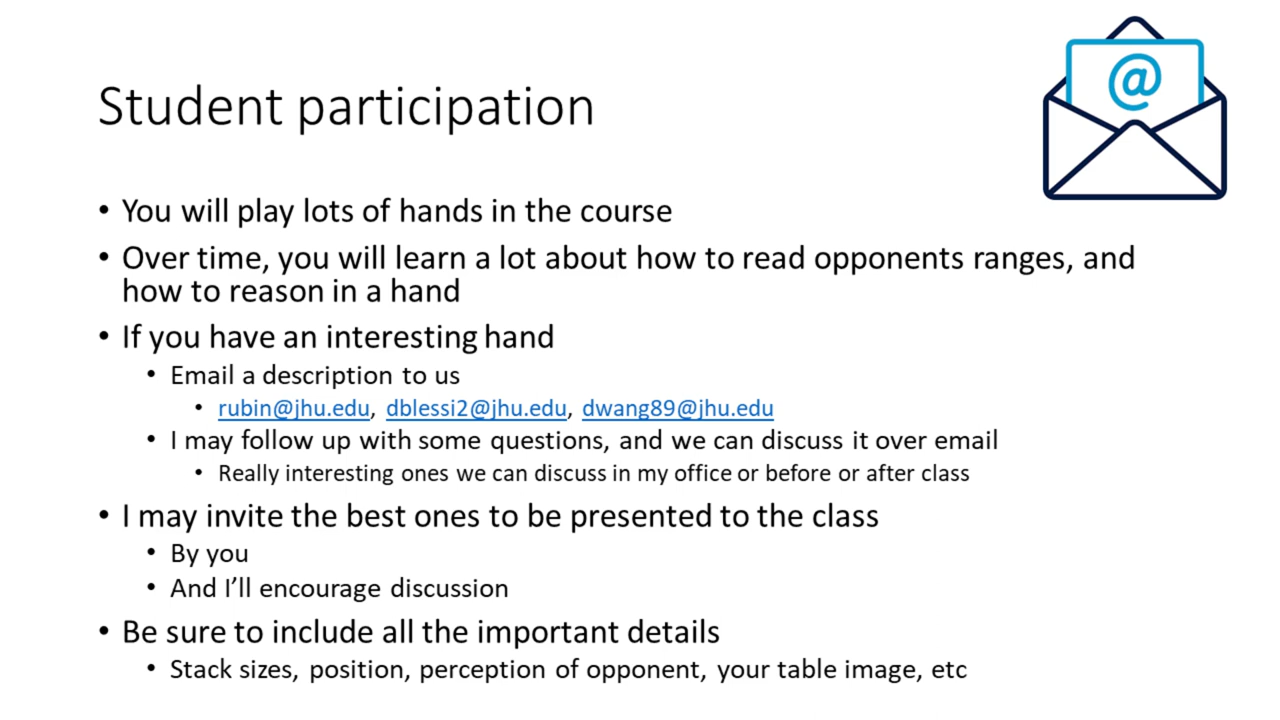 @
Student participation
• You will play lots of hands in the course
• Over time, you will learn a lot about how to read opponents ranges, and
how to reason in a hand
• If you have an interesting hand
• Email a description to us
• rubin@jhu.edu, dblessi2@jhu.edu, dwang89@jhu.edu
• I may follow up with some questions, and we can discuss it over email
• Really interesting ones we can discuss in my office or before or after class
• I may invite the best ones to be presented to the class
• By you
• And I’ll encourage discussion
• Be sure to include all the important details
• Stack sizes, position, perception of opponent, your table image, etc